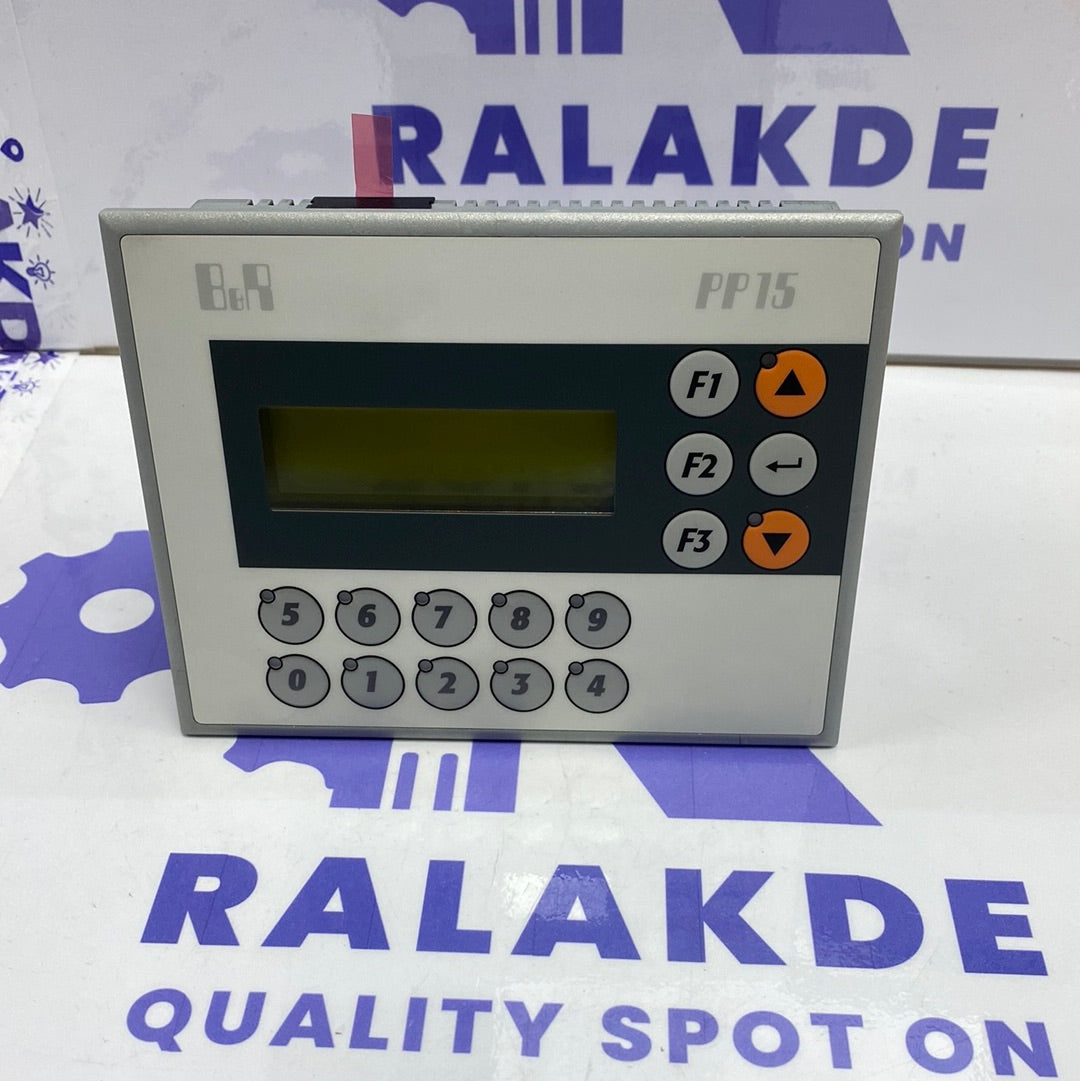 RALAKDE
ON
B&R
PP15
F1
F2
F3
5 6 7 8 9
0 1 2 3 4
AKD
RALAKDE
QUALITY SPOT ON